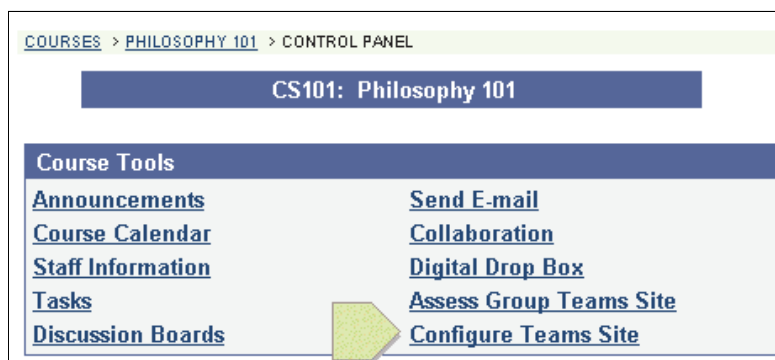 COURSES > PHILOSOPHY 101 > CONTROL PANEL
CS101: Philosophy 101
Course Tools
Announcements
Send E-mail
Course Calendar
Collaboration
Staff Information
Digital Drop Box
Tasks
Assess Group Teams Site
Discussion Boards
Configure Teams Site